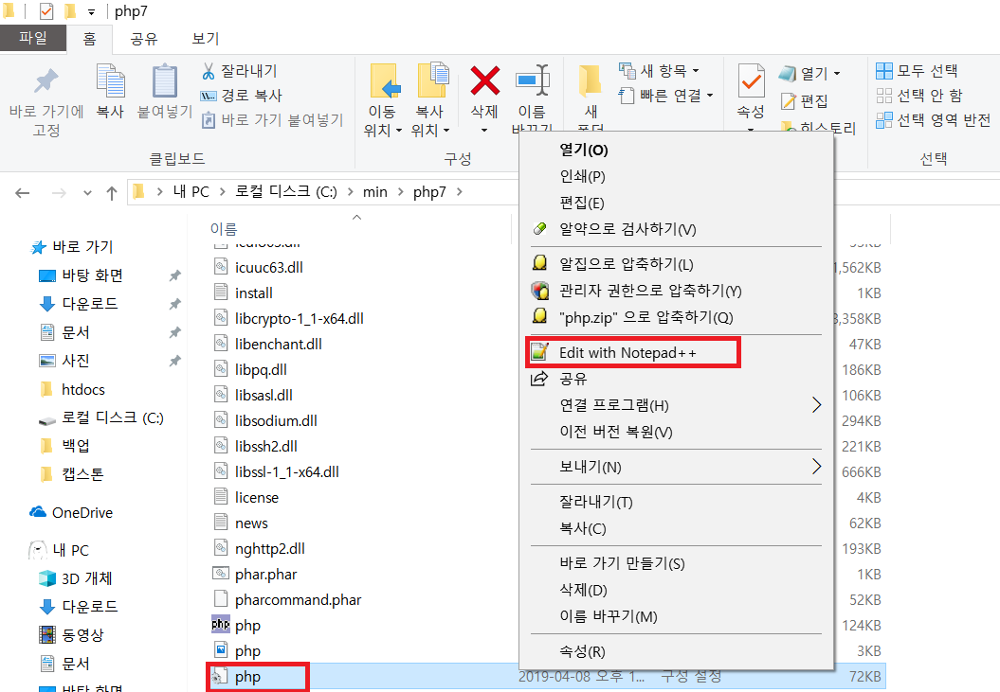 php7
파일
홈
공유
보기
바로 가기에
고정
복사
붙여넣기
잘라내기
경로 복사
바로 가기 붙여넣기
클립보드
이동
위치
복사
위치
삭제
이름
바꾸기
구성
새
폴더
새 항목
빠른 연결
속성
열기
편집
히스토리
모두 선택
선택 안 함
선택 영역 반전
선택
내 PC > 로컬 디스크 (C:) > min > php7 >
바로 가기
바탕 화면
다운로드
문서
사진
htdocs
로컬 디스크 (C:)
백업
캡스톤
OneDrive
내 PC
3D 개체
다운로드
동영상
문서
바탕 화면
이름
icuuc63.dll 1,562KB
install 1KB
libcrypto-1_1-x64.dll 3,358KB
libenchant.dll 47KB
libpq.dll 186KB
libsasl.dll 106KB
libsodium.dll 294KB
libssh2.dll 221KB
libssl-1_1-x64.dll 666KB
license 4KB
news 62KB
nghttp2.dll 193KB
phar.phar 1KB
pharcommand.phar 52KB
php 124KB
php 3KB
php 2019-04-08 오후 1... 구성 설정 72KB
열기(O)
인쇄(P)
편집(E)
알약으로 검사하기(V)
알집으로 압축하기(L)
관리자 권한으로 압축하기(Y)
"php.zip" 으로 압축하기(Q)
Edit with Notepad++
공유
연결 프로그램(H)
이전 버전 복원(V)
보내기(N)
잘라내기(T)
복사(C)
바로 가기 만들기(S)
삭제(D)
이름 바꾸기(M)
속성(R)